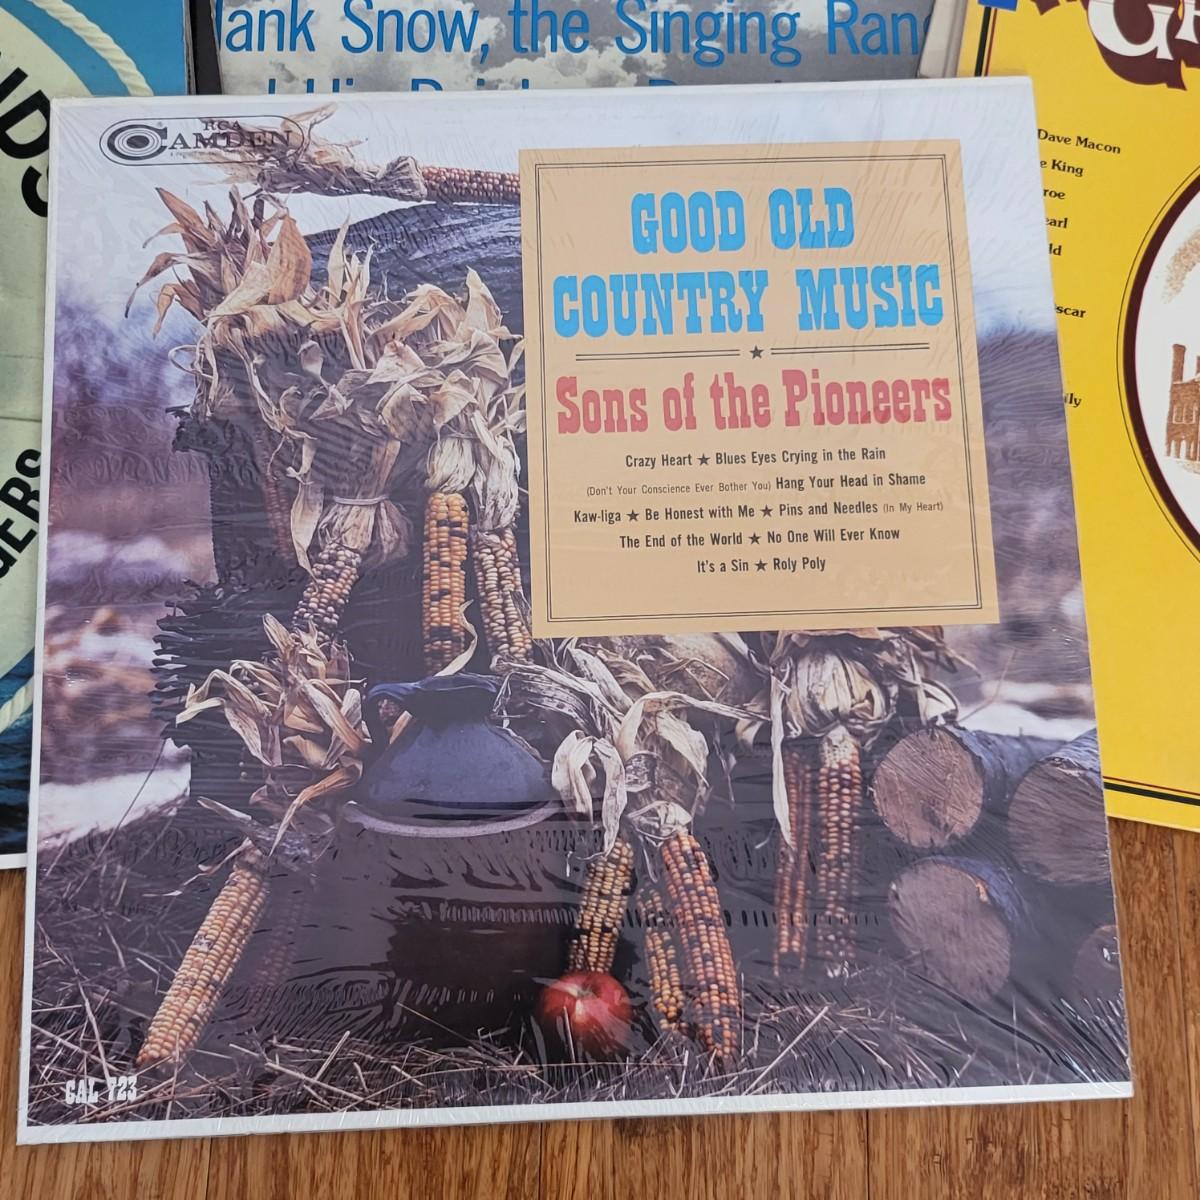 Hank Snow, the Singing Ran
RCA
CAMDEN
GOOD OLD
COUNTRY MUSIC
Sons of the Pioneers
Crazy Heart ★ Blues Eyes Crying in the Rain
(Don't Your Conscience Ever Bother You) Hang Your Head in Shame
Kaw-liga ★ Be Honest with Me ★ Pins and Needles (In My Heart)
The End of the World ★ No One Will Ever Know
It's a Sin ★ Roly Poly
CAL 723
Dave Macon
e King
roe
earl
ld
scar
ily
GERS